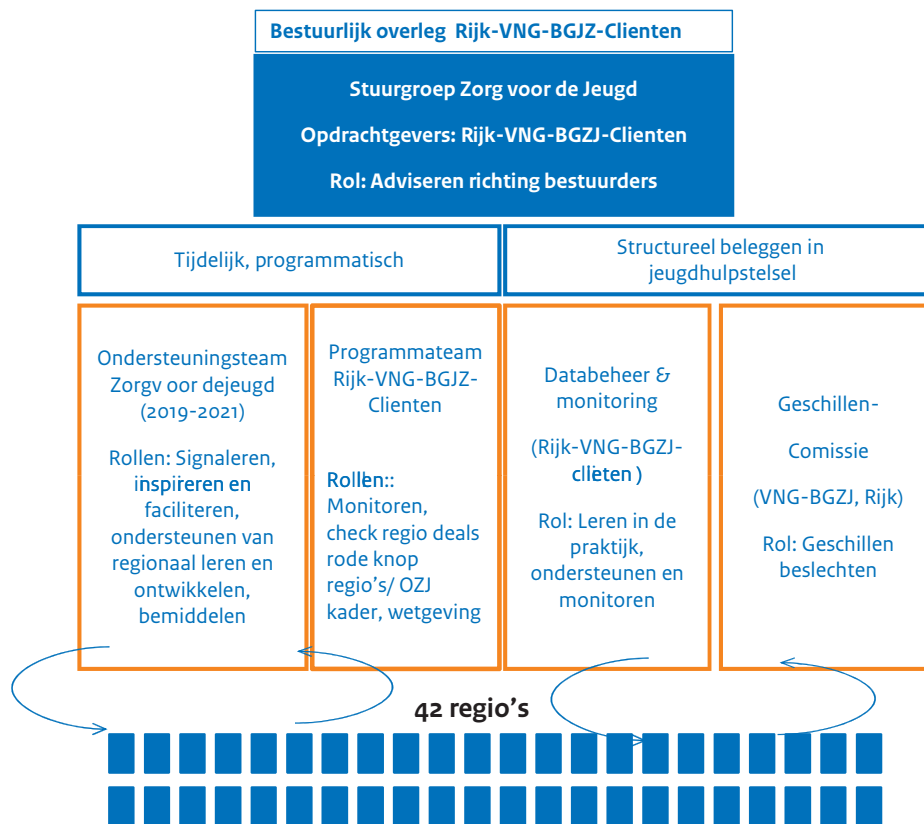 Bestuurlijk overleg Rijk-VNG-BGJZ-Clienten
Stuurgroep Zorg voor de Jeugd
Opdrachtgevers: Rijk-VNG-BGZJ-Clienten
Rol: Adviseren richting bestuurders
Tijdelijk, programmatisch
Structureel beleggen in
jeugdhulpstelsel
Ondersteuningsteam
Zorgv oor dejeugd
(2019-2021)
Rollen: Signaleren,
inspireren en
faciliteren,
ondersteunen van
regionaal leren en
ontwikkelen,
bemiddelen
Programmateam
Rijk-VNG-BGJZ-
Clienten
Rollen::
Monitoren,
check regio deals
rode knop
regio's/ OZJ
kader, wetgeving
Databeheer &
monitoring
(Rijk-VNG-BGZJ-
clieten )
Rol: Leren in de
praktijk,
ondersteunen en
monitoren
Geschillen-
Comissie
(VNG-BGZJ, Rijk)
Rol: Geschillen
beslechten
42 regio's